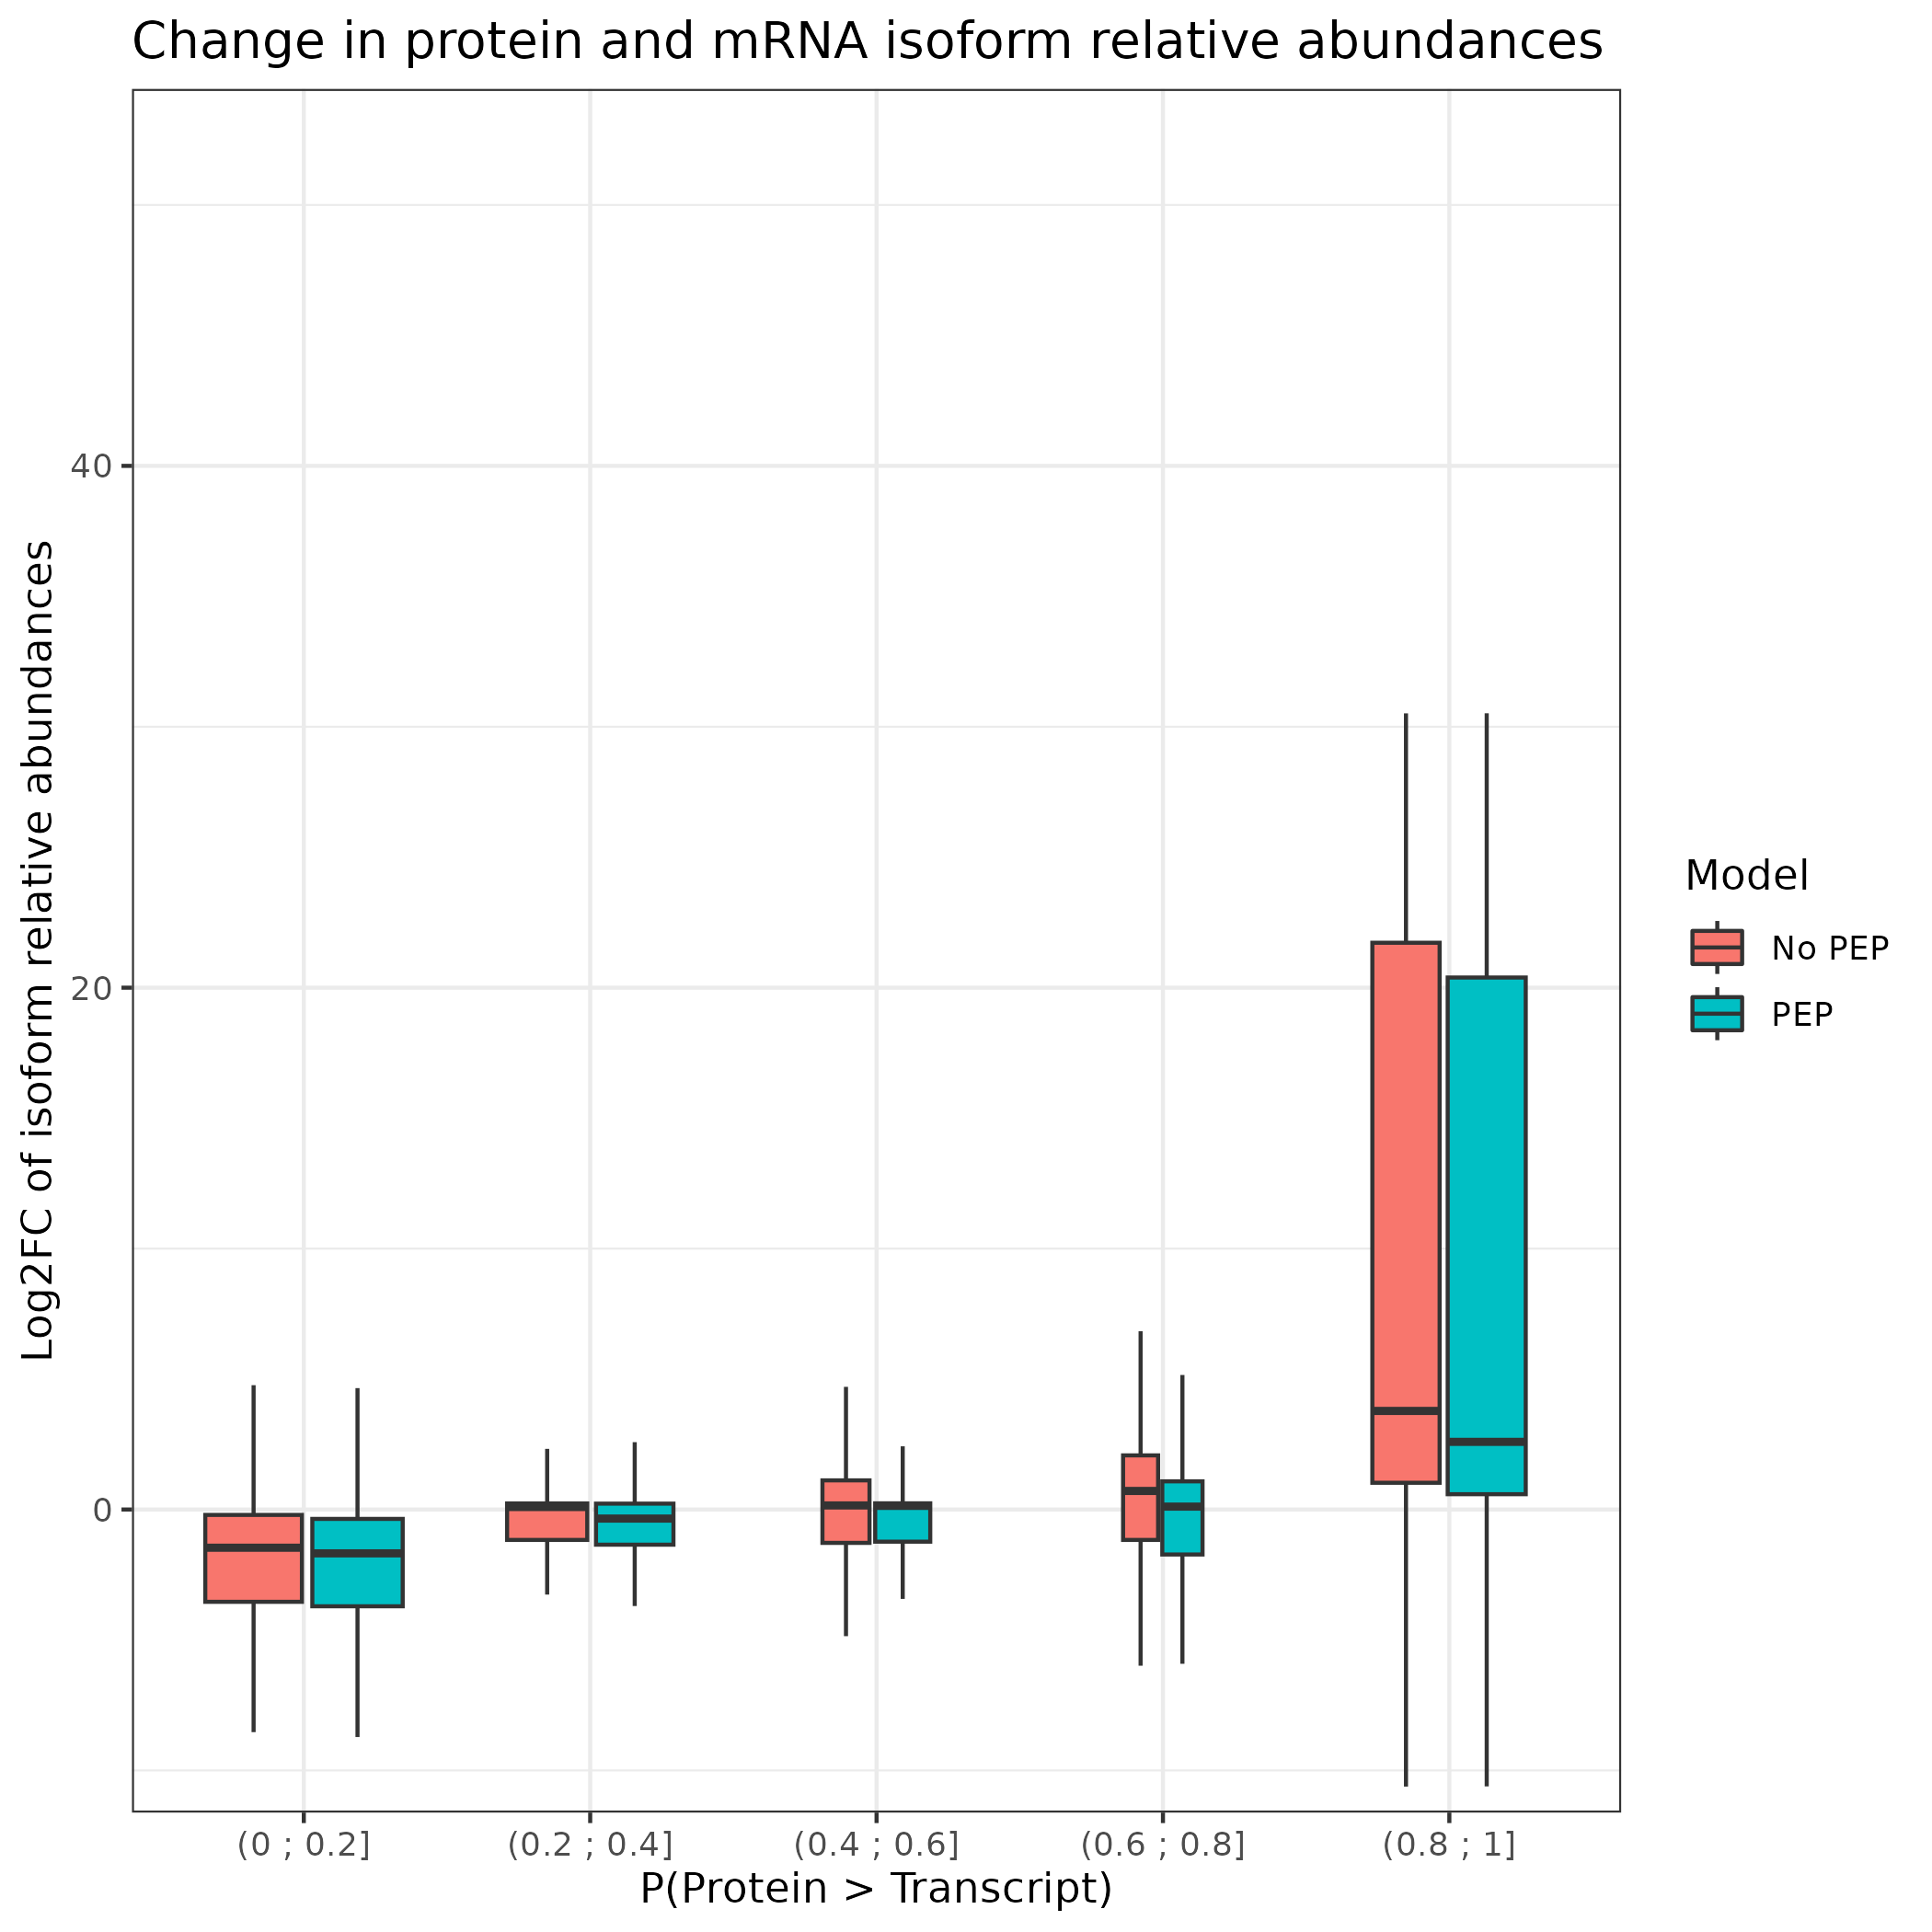 Change in protein and mRNA isoform relative abundances
Log2FC of isoform relative abundances
40
20
0
(0 ; 0.2]
(0.2 ; 0.4]
(0.4 ; 0.6]
(0.6 ; 0.8]
(0.8 ; 1]
P(Protein > Transcript)
Model
No PEP
PEP